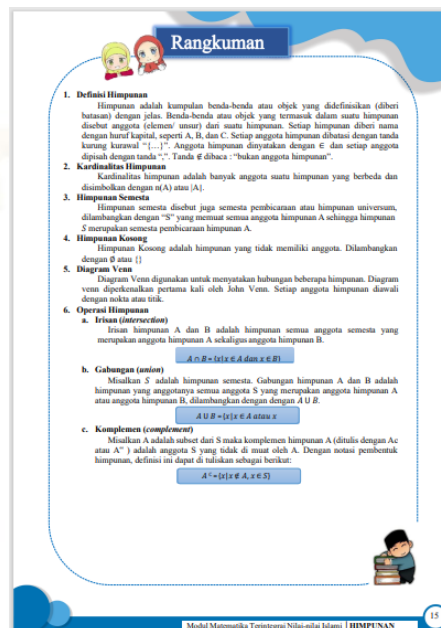 Rangkuman
1. Definisi Himpunan
Himpunan adalah kumpulan benda-benda atau objek yang didefinisikan (diberi
batasan) dengan jelas. Benda-benda atau objek yang termasuk dalam suatu himpunan
disebut anggota (elemen/ unsur) dari suatu himpunan. Setiap himpunan diberi nama
dengan huruf kapital, seperti A, B, dan C. Setiap anggota himpunan dibatasi dengan tanda
kurung kurawal "{…}". Anggota himpunan dinyatakan dengan ∈ dan setiap anggota
dipisah dengan tanda ",". Tanda ∉ dibaca : "bukan anggota himpunan".
2. Kardinalitas Himpunan
Kardinalitas himpunan adalah banyak anggota suatu himpunan yang berbeda dan
disimbolkan dengan n(A) atau |A|.
3. Himpunan Semesta
Himpunan semesta disebut juga semesta pembicaraan atau himpunan universum,
dilambangkan dengan "S" yang memuat semua anggota himpunan A sehingga himpunan
S merupakan semesta pembicaraan himpunan A.
4. Himpunan Kosong
Himpunan Kosong adalah himpunan yang tidak memiliki anggota. Dilambangkan
dengan ∅ atau {}
5. Diagram Venn
Diagram Venn digunakan untuk menyatakan hubungan beberapa himpunan. Diagram
venn diperkenalkan pertama kali oleh John Venn. Setiap anggota himpunan diawali
dengan nokta atau titik.
6. Operasi Himpunan
a. Irisan (intersection)
Irisan himpunan A dan B adalah himpunan semua anggota semesta yang
merupakan anggota himpunan A sekaligus anggota himpunan B.
A ∩ B = {x|x ∈ A dan x ∈ B}
b. Gabungan (union)
Misalkan S adalah himpunan semesta. Gabungan himpunan A dan B adalah
himpunan yang anggotanya semua anggota S yang merupakan anggota himpunan A
atau anggota himpunan B, dilambangkan dengan dengan A U B.
A U B = {x|x ∈ A atau x
c. Komplemen (complement)
Misalkan A adalah subset dari S maka komplemen himpunan A (ditulis dengan Ac
atau A" ) adalah anggota S yang tidak di muat oleh A. Dengan notasi pembentuk
himpunan, definisi ini dapat di tuliskan sebagai berikut:
A ᶜ = {x|x ∉ A, x ∈ S}
15
Modul Matematika Terintegrai Nilai-nilai Islami | HIMPUNAN